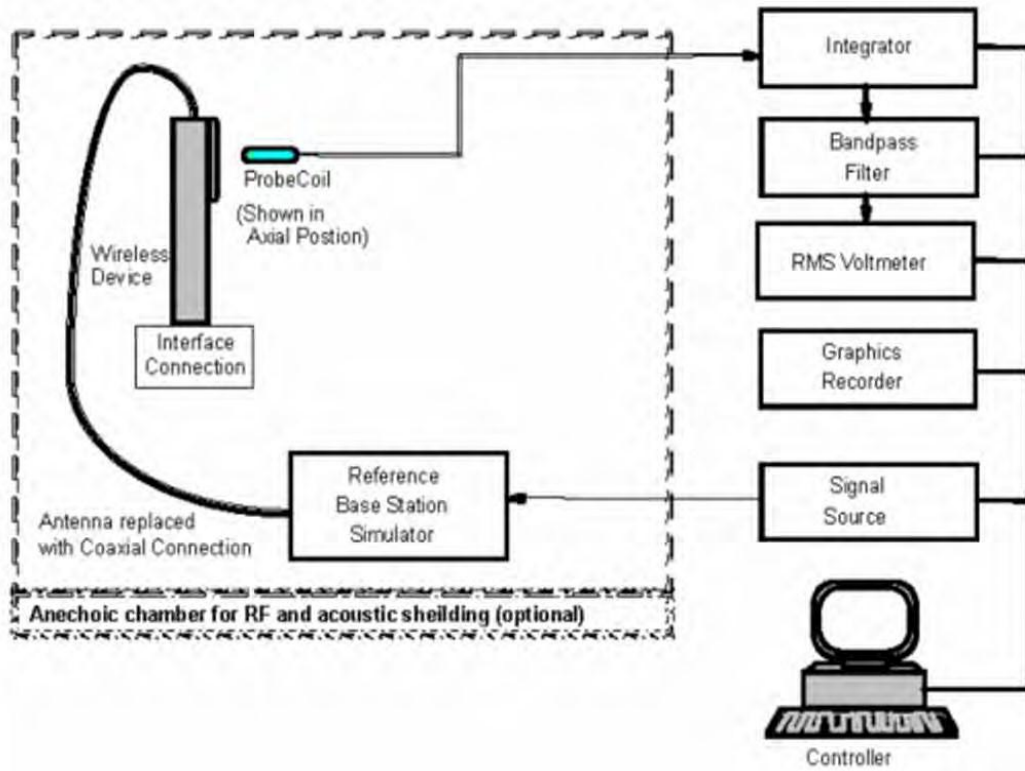 Integrator
Bandpass
Filter
RMS Voltmeter
Graphics
Recorder
Signal
Source
Controller
ProbeCoil
(Shown in
Axial Postion)
Wireless
Device
Interface
Connection
Reference
Base Station
Simulator
Antenna replaced
with Coaxial Connection
Anechoic chamber for RF and acoustic sheilding (optional)